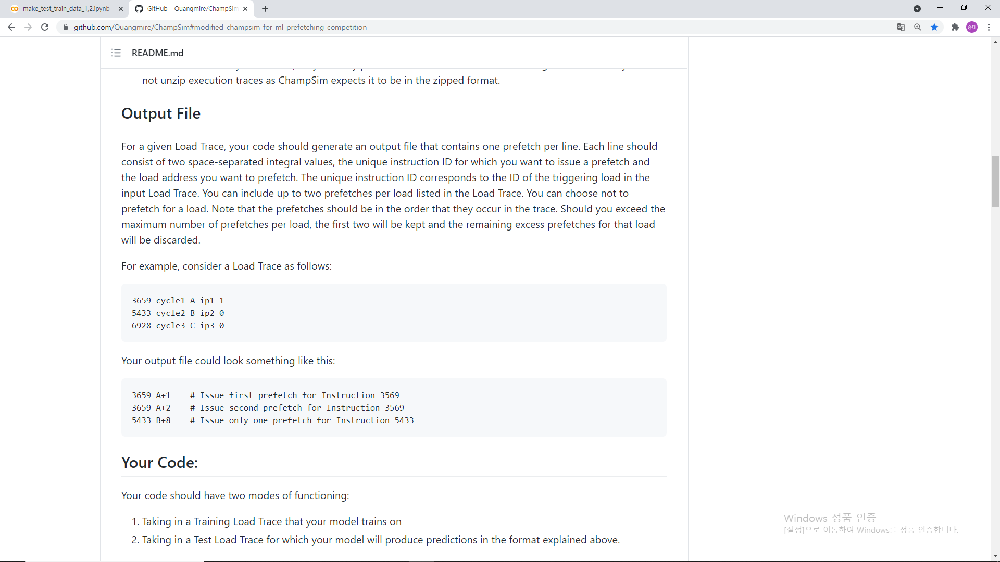 make_test_train_data_1,2.ipynb
GitHub - Quangmire/ChampSim
github.com/Quangmire/ChampSim#modified-champsim-for-ml-prefetching-competition
승태
README.md
not unzip execution traces as ChampSim expects it to be in the zipped format.
Output File
For a given Load Trace, your code should generate an output file that contains one prefetch per line. Each line should
consist of two space-separated integral values, the unique instruction ID for which you want to issue a prefetch and
the load address you want to prefetch. The unique instruction ID corresponds to the ID of the triggering load in the
input Load Trace. You can include up to two prefetches per load listed in the Load Trace. You can choose not to
prefetch for a load. Note that the prefetches should be in the order that they occur in the trace. Should you exceed the
maximum number of prefetches per load, the first two will be kept and the remaining excess prefetches for that load
will be discarded.
For example, consider a Load Trace as follows:
3659 cycle1 A ip1 1
5433 cycle2 B ip2 0
6928 cycle3 C ip3 0
Your output file could look something like this:
3659 A+1    # Issue first prefetch for Instruction 3569
3659 A+2    # Issue second prefetch for Instruction 3569
5433 B+8    # Issue only one prefetch for Instruction 5433
Your Code:
Your code should have two modes of functioning:
1. Taking in a Training Load Trace that your model trains on
2. Taking in a Test Load Trace for which your model will produce predictions in the format explained above.
Windows 정품 인증
[설정]으로 이동하여 Windows를 정품 인증합니다.